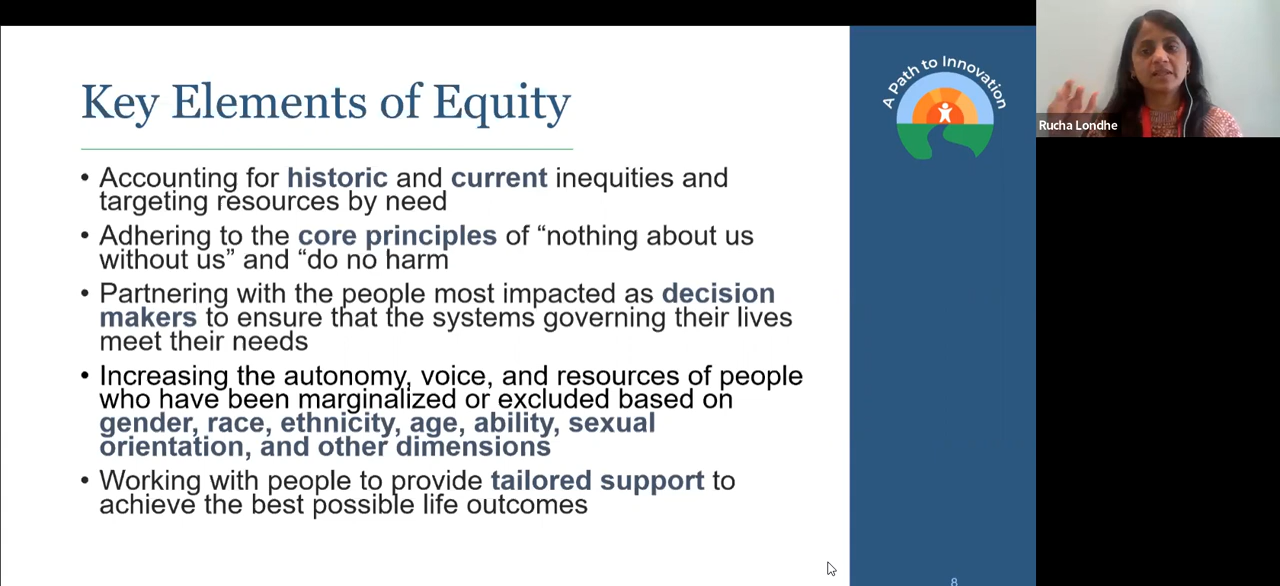 Key Elements of Equity
• Accounting for historic and current inequities and
targeting resources by need
• Adhering to the core principles of “nothing about us
without us” and “do no harm
• Partnering with the people most impacted as decision
makers to ensure that the systems governing their lives
meet their needs
• Increasing the autonomy, voice, and resources of people
who have been marginalized or excluded based on
gender, race, ethnicity, age, ability, sexual
orientation, and other dimensions
• Working with people to provide tailored support to
achieve the best possible life outcomes
A Path to Innovation
8
Rucha Londhe